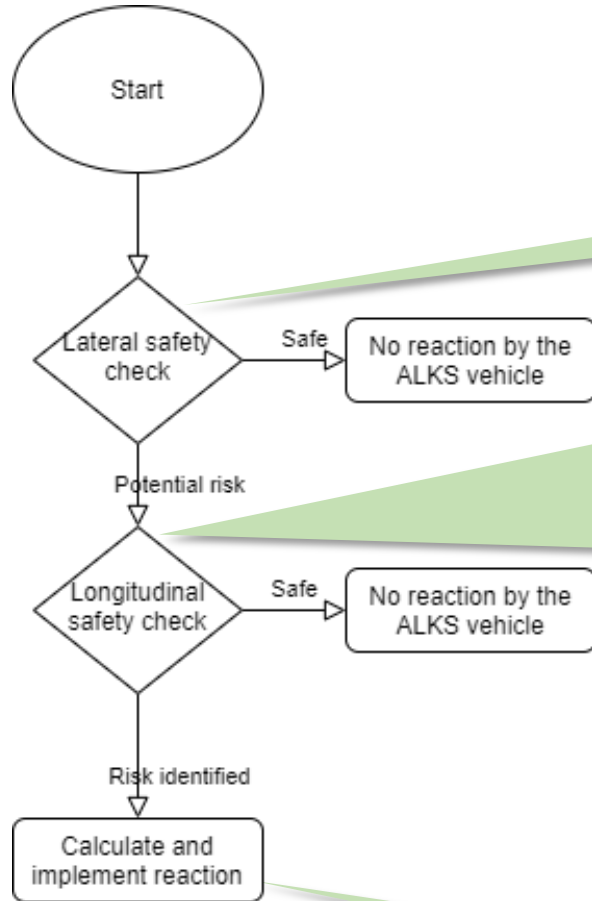 Start
Lateral safety
check
Safe
No reaction by the
ALKS vehicle
Potential risk
Longitudinal
safety check
Safe
No reaction by the
ALKS vehicle
Risk identified
Calculate and
implement reaction